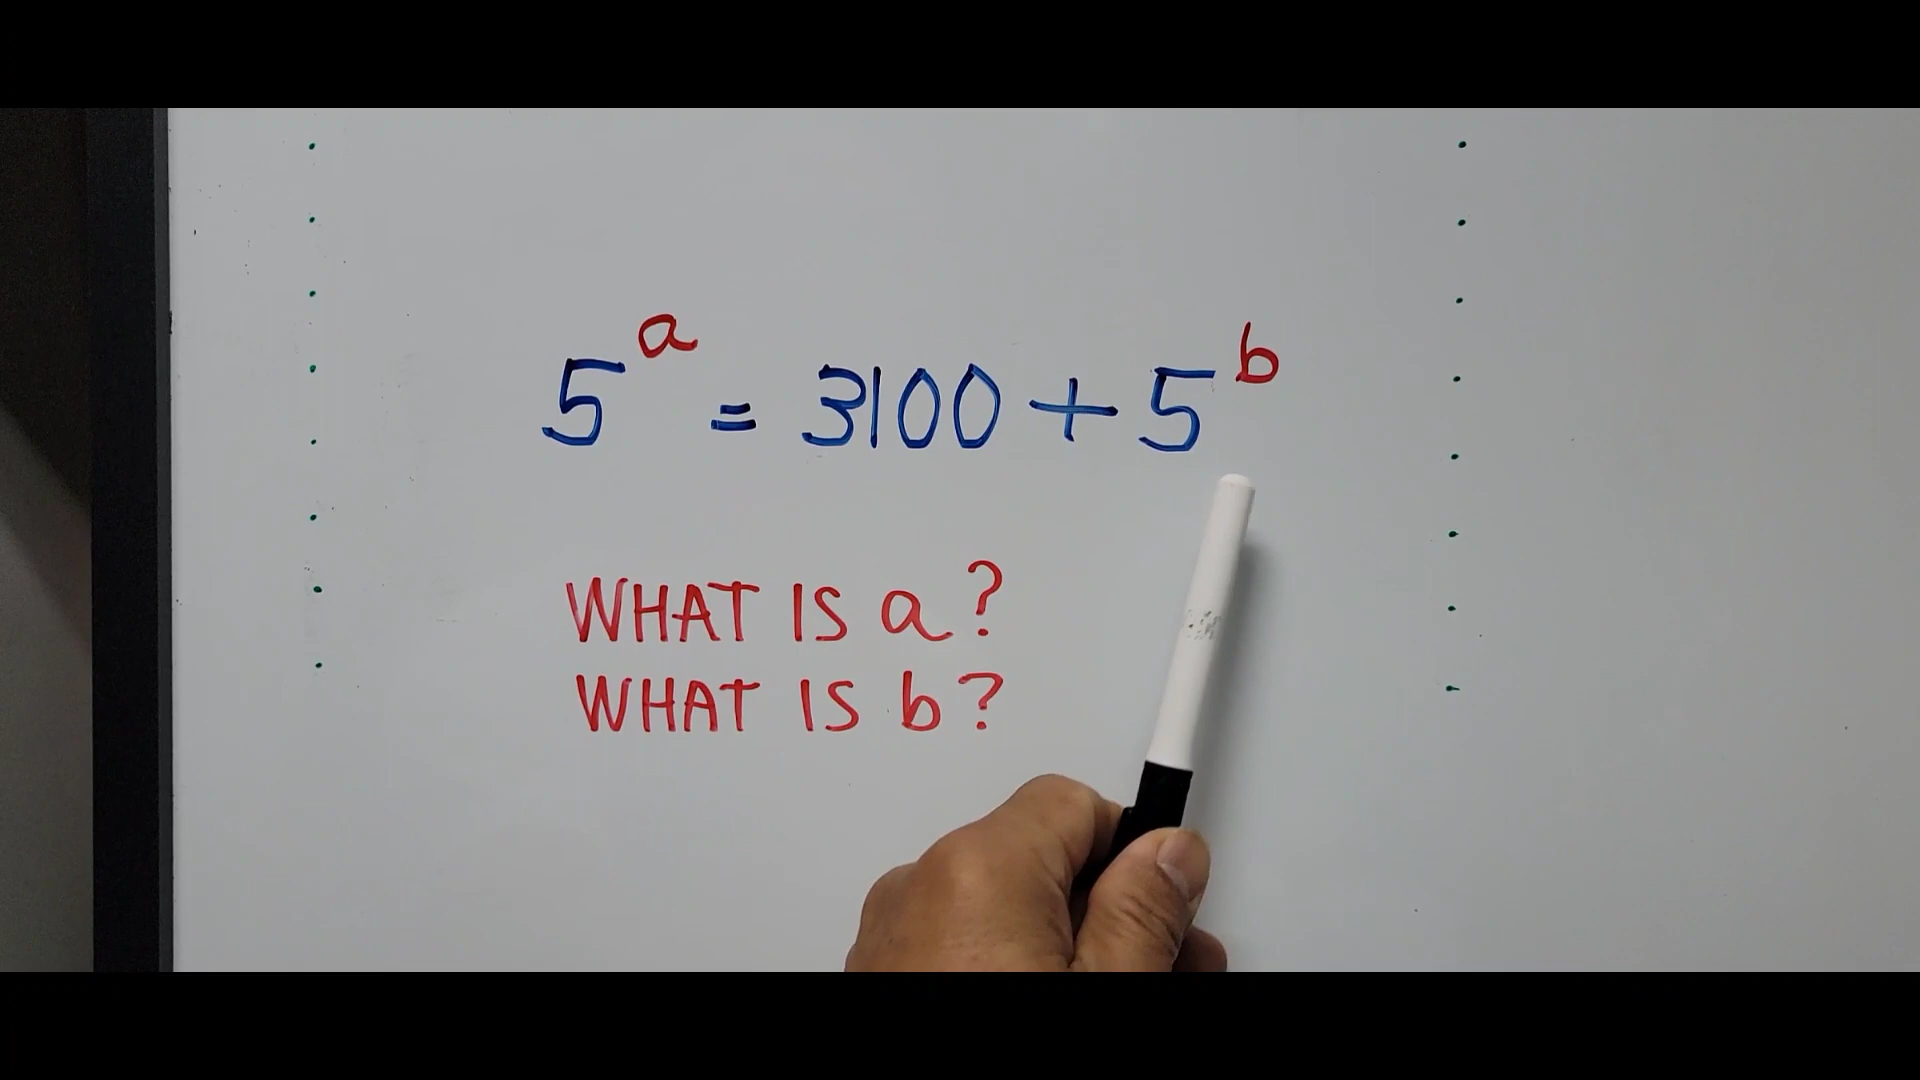 5^a = 3100 + 5^b
WHAT IS a?
WHAT IS b?